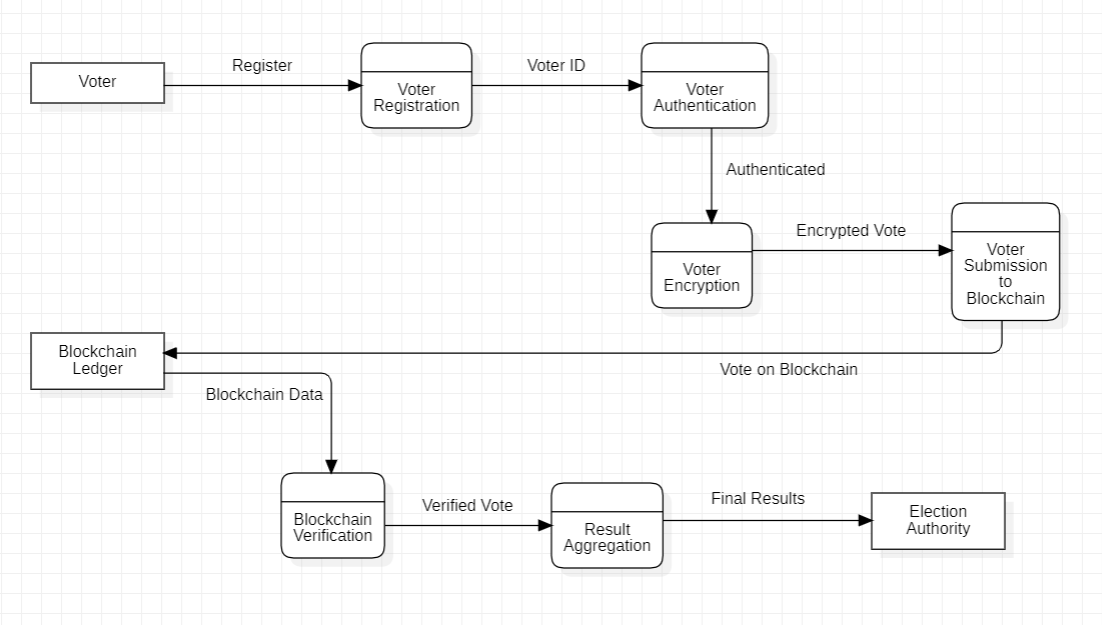 Register
Voter ID
Voter
Voter
Registration
Voter
Authentication
Authenticated
Encrypted Vote
Voter
Encryption
Voter
Submission
to
Blockchain
Blockchain
Ledger
Vote on Blockchain
Blockchain Data
Verified Vote
Final Results
Blockchain
Verification
Result
Aggregation
Election
Authority